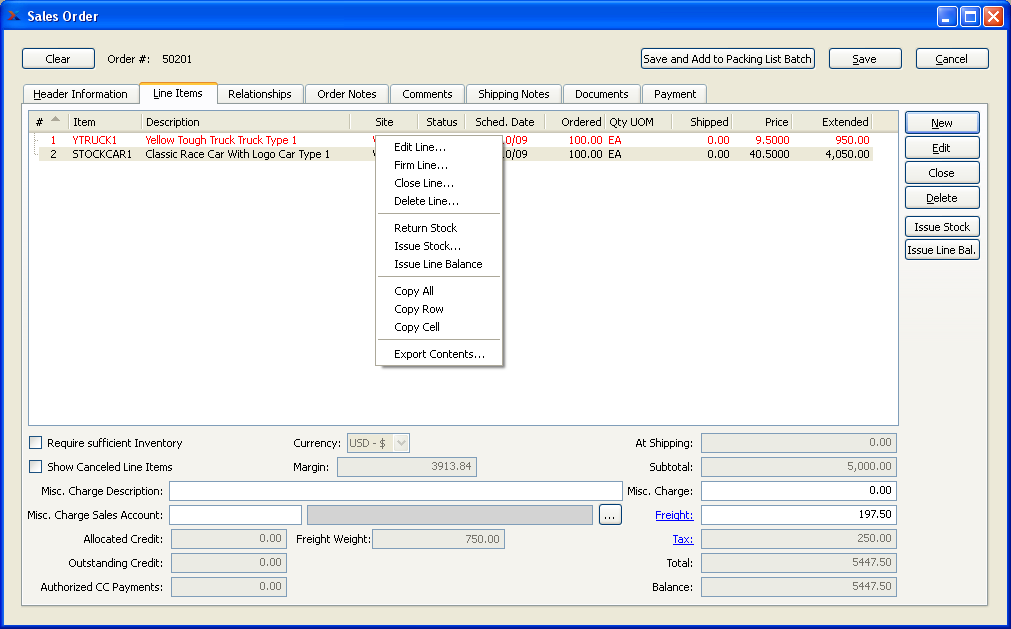 Sales Order
Clear Order #: 50201 Save and Add to Packing List Batch Save Cancel
Header Information Line Items Relationships Order Notes Comments Shipping Notes Documents Payment
# Item Description Site Status Sched. Date Ordered Qty UOM Shipped Price Extended
1 YTRUCK1 Yellow Tough Truck Truck Type 1 0/09 100.00 EA 0.00 9.5000 950.00
2 STOCKCAR1 Classic Race Car With Logo Car Type 1 0/09 100.00 EA 0.00 40.5000 4,050.00
Edit Line...
Firm Line...
Close Line...
Delete Line...
Return Stock
Issue Stock...
Issue Line Balance
Copy All
Copy Row
Copy Cell
Export Contents...
New
Edit
Close
Delete
Issue Stock
Issue Line Bal.
Require sufficient Inventory Currency: USD - $ At Shipping: 0.00
Show Canceled Line Items Margin: 3913.84 Subtotal: 5,000.00
Misc. Charge Description: Misc. Charge: 0.00
Misc. Charge Sales Account: ... Freight: 197.50
Allocated Credit: 0.00 Freight Weight: 750.00 Tax: 250.00
Outstanding Credit: 0.00 Total: 5447.50
Authorized CC Payments: 0.00 Balance: 5447.50